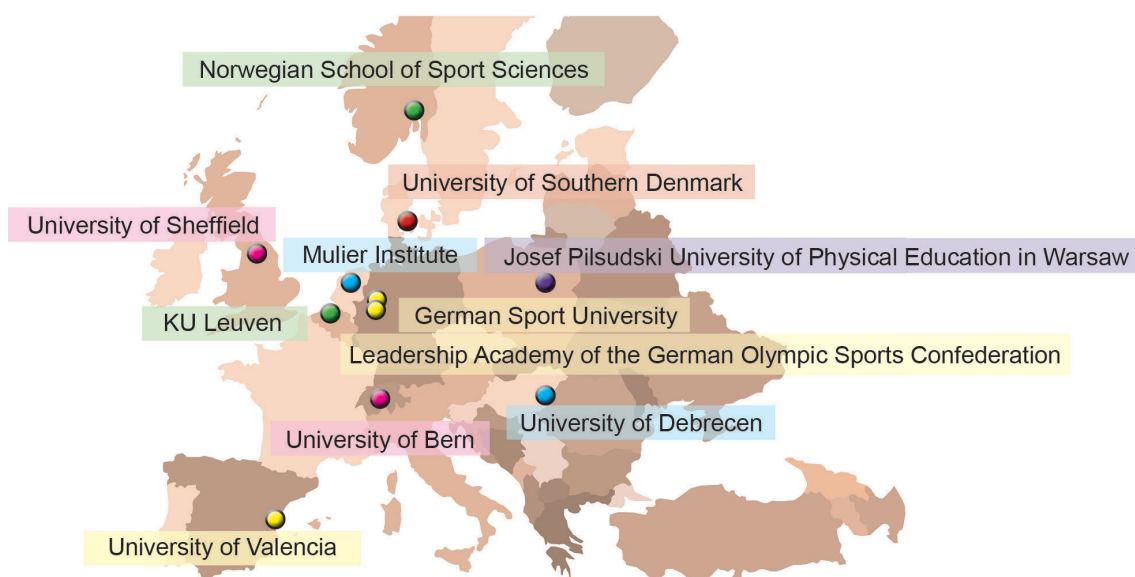 Norwegian School of Sport Sciences
University of Southern Denmark
University of Sheffield
Mulier Institute
Josef Pilsudski University of Physical Education in Warsaw
KU Leuven
German Sport University
Leadership Academy of the German Olympic Sports Confederation
University of Debrecen
University of Bern
University of Valencia